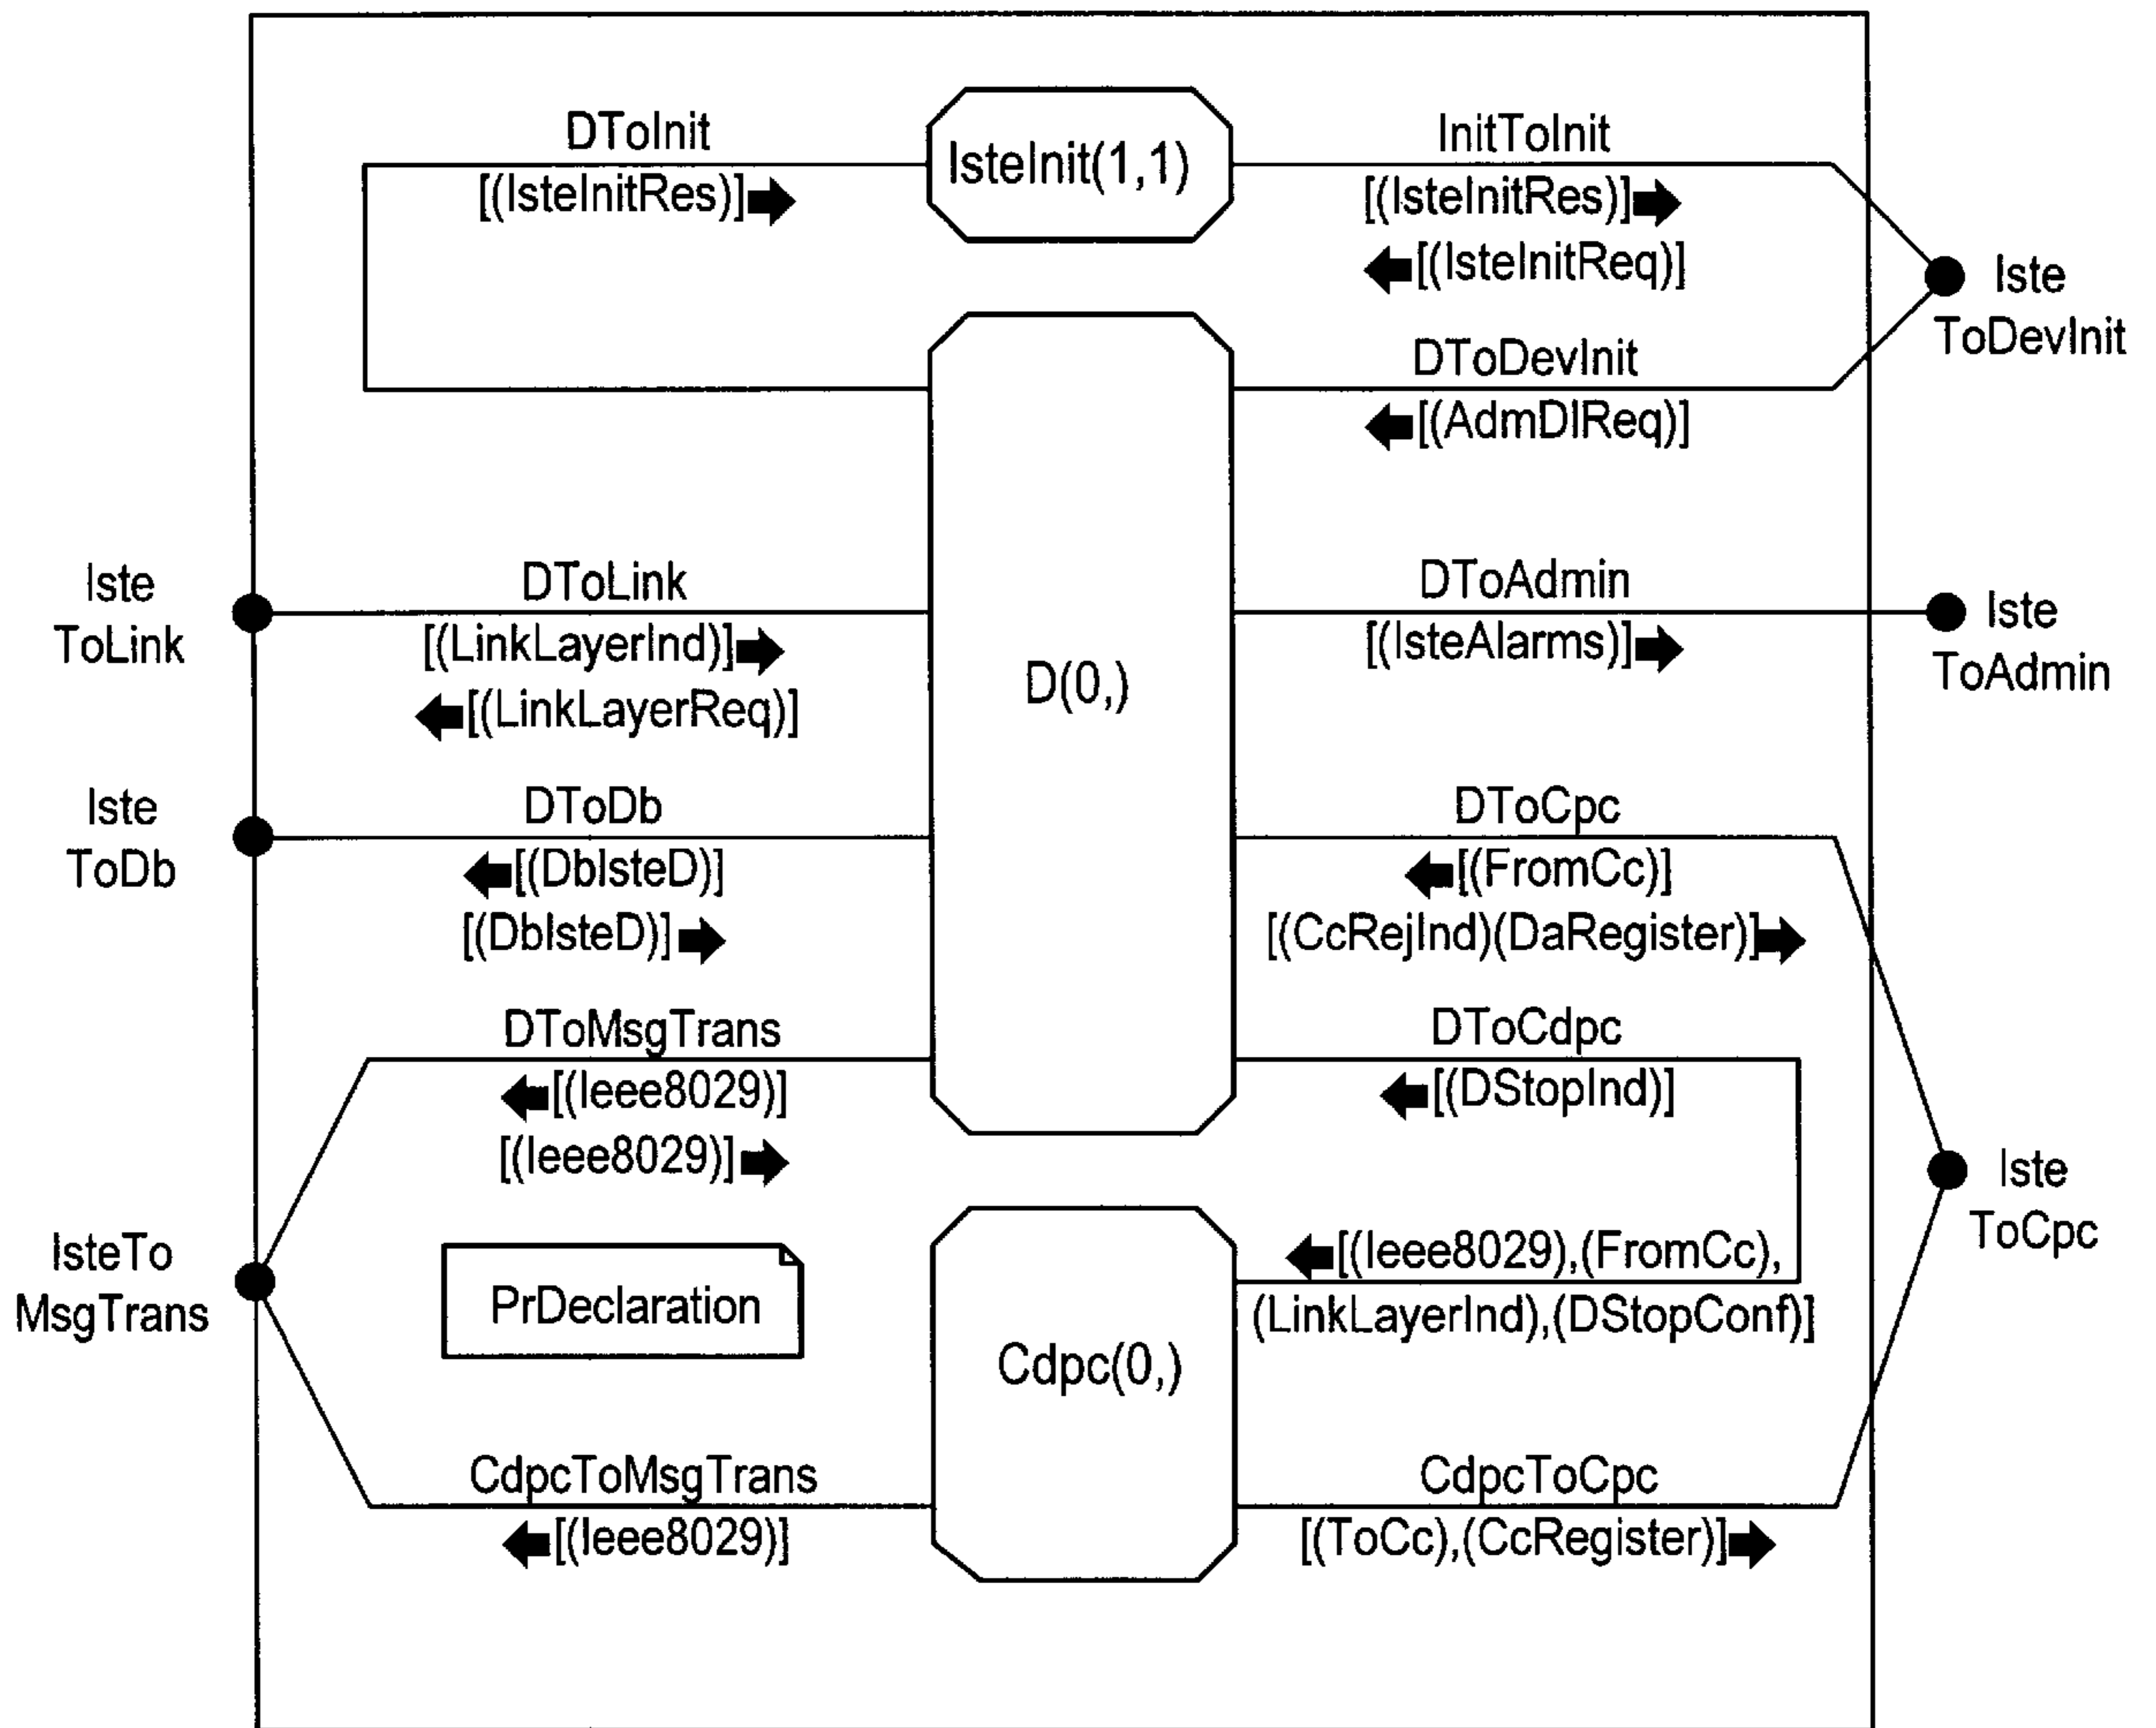 DToInit
IsteInit(1,1)
InitToInit
[(IsteInitRes)]
[(IsteInitRes)]
[(IsteInitReq)]
Iste
ToDevInit
DToDevInit
[(AdmDlReq)]
Iste
ToLink
DToLink
[(LinkLayerInd)]
[(LinkLayerReq)]
D(0,)
DToAdmin
[(IsteAlarms)]
Iste
ToAdmin
Iste
ToDb
DToDb
[(DbIsteD)]
[(DbIsteD)]
DToCpc
[(FromCc)]
[(CcRejInd)(DaRegister)]
DToMsgTrans
[(Ieee8029)]
[(Ieee8029)]
DToCdpc
[(DStopInd)]
Iste
ToCpc
IsteTo
MsgTrans
PrDeclaration
Cdpc(0,)
[(Ieee8029),(FromCc),
(LinkLayerInd),(DStopConf)]
CdpcToMsgTrans
[(Ieee8029)]
CdpcToCpc
[(ToCc),(CcRegister)]